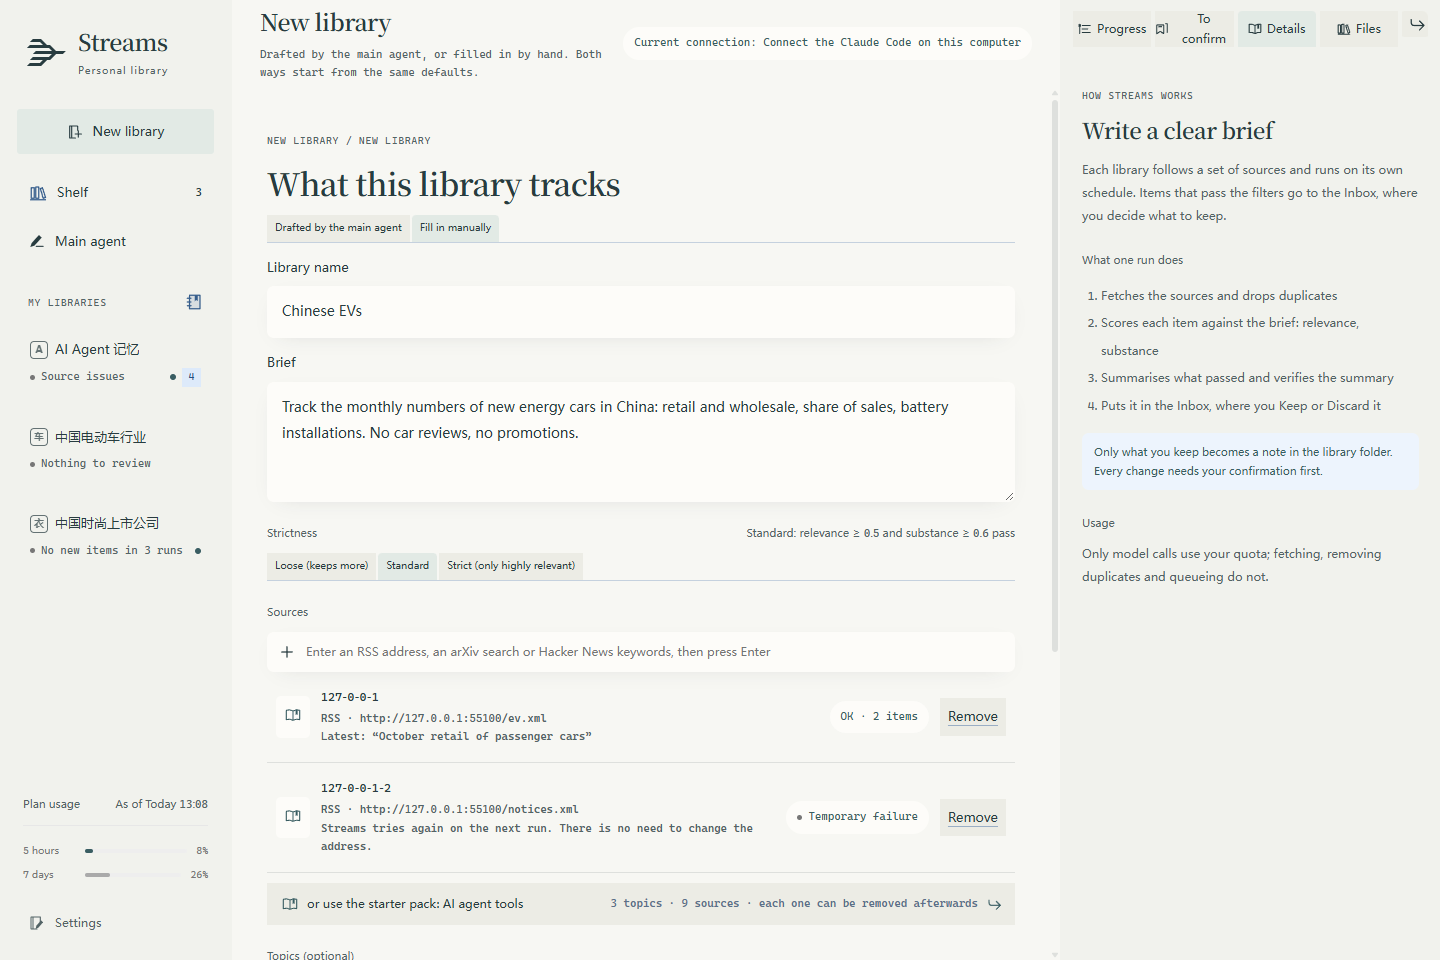 Streams
Personal library
New library
Shelf
3
Main agent
MY LIBRARIES
A
AI Agent 记忆
Source issues
4
车
中国电动车行业
Nothing to review
衣
中国时尚上市公司
No new items in 3 runs
Plan usage
As of Today 13:08
5 hours
8%
7 days
26%
Settings
New library
Drafted by the main agent, or filled in by hand. Both
ways start from the same defaults.
Current connection: Connect the Claude Code on this computer
NEW LIBRARY / NEW LIBRARY
What this library tracks
Drafted by the main agent
Fill in manually
Library name
Chinese EVs
Brief
Track the monthly numbers of new energy cars in China: retail and wholesale, share of sales, battery
installations. No car reviews, no promotions.
Strictness
Standard: relevance ≥ 0.5 and substance ≥ 0.6 pass
Loose (keeps more)
Standard
Strict (only highly relevant)
Sources
Enter an RSS address, an arXiv search or Hacker News keywords, then press Enter
127-0-0-1
RSS · http://127.0.0.1:55100/ev.xml
Latest: “October retail of passenger cars”
OK · 2 items
Remove
127-0-0-1-2
RSS · http://127.0.0.1:55100/notices.xml
Streams tries again on the next run. There is no need to change the
address.
Temporary failure
Remove
or use the starter pack: AI agent tools
3 topics · 9 sources · each one can be removed afterwards
Topics (optional)
Progress
To
confirm
Details
Files
HOW STREAMS WORKS
Write a clear brief
Each library follows a set of sources and runs on its own
schedule. Items that pass the filters go to the Inbox, where
you decide what to keep.
What one run does
1. Fetches the sources and drops duplicates
2. Scores each item against the brief: relevance,
substance
3. Summarises what passed and verifies the summary
4. Puts it in the Inbox, where you Keep or Discard it
Only what you keep becomes a note in the library folder.
Every change needs your confirmation first.
Usage
Only model calls use your quota; fetching, removing
duplicates and queueing do not.